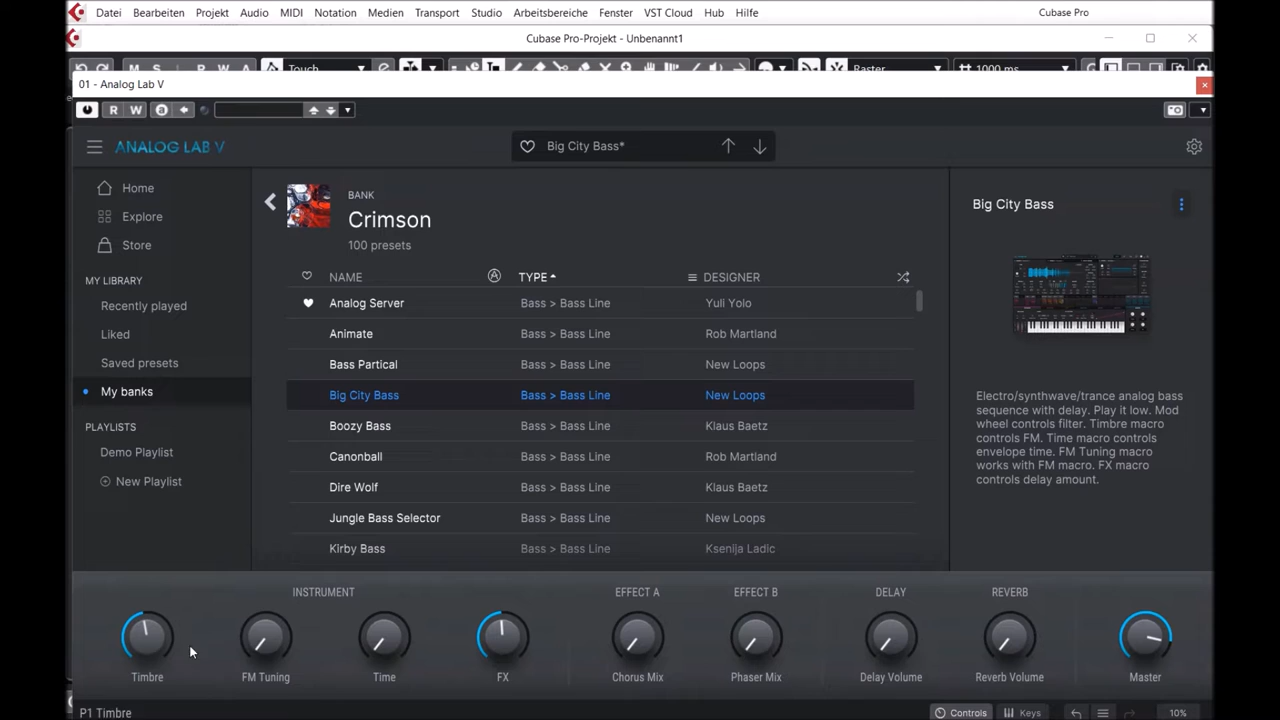 Datei Bearbeiten Projekt Audio MIDI Notation Medien Transport Studio Arbeitsbereiche Fenster VST Cloud Hub Hilfe Cubase Pro
Cubase Pro-Projekt - Unbenannt1
M S R W A Touch Raster 1000 ms
01 - Analog Lab V
R W
ANALOG LAB V
Big City Bass*
Home
Explore
Store
MY LIBRARY
Recently played
Liked
Saved presets
My banks
PLAYLISTS
Demo Playlist
New Playlist
BANK
Crimson
100 presets
NAME TYPE DESIGNER
Analog Server Bass > Bass Line Yuli Yolo
Animate Bass > Bass Line Rob Martland
Bass Partical Bass > Bass Line New Loops
Big City Bass Bass > Bass Line New Loops
Boozy Bass Bass > Bass Line Klaus Baetz
Canonball Bass > Bass Line Rob Martland
Dire Wolf Bass > Bass Line Klaus Baetz
Jungle Bass Selector Bass > Bass Line New Loops
Kirby Bass Bass > Bass Line Ksenija Ladic
Big City Bass
Electro/synthwave/trance analog bass
sequence with delay. Play it low. Mod
wheel controls filter. Timbre macro
controls FM. Time macro controls
envelope time. FM Tuning macro
works with FM macro. FX macro
controls delay amount.
INSTRUMENT EFFECT A EFFECT B DELAY REVERB
Timbre FM Tuning Time FX Chorus Mix Phaser Mix Delay Volume Reverb Volume Master
P1 Timbre
Controls Keys 10%